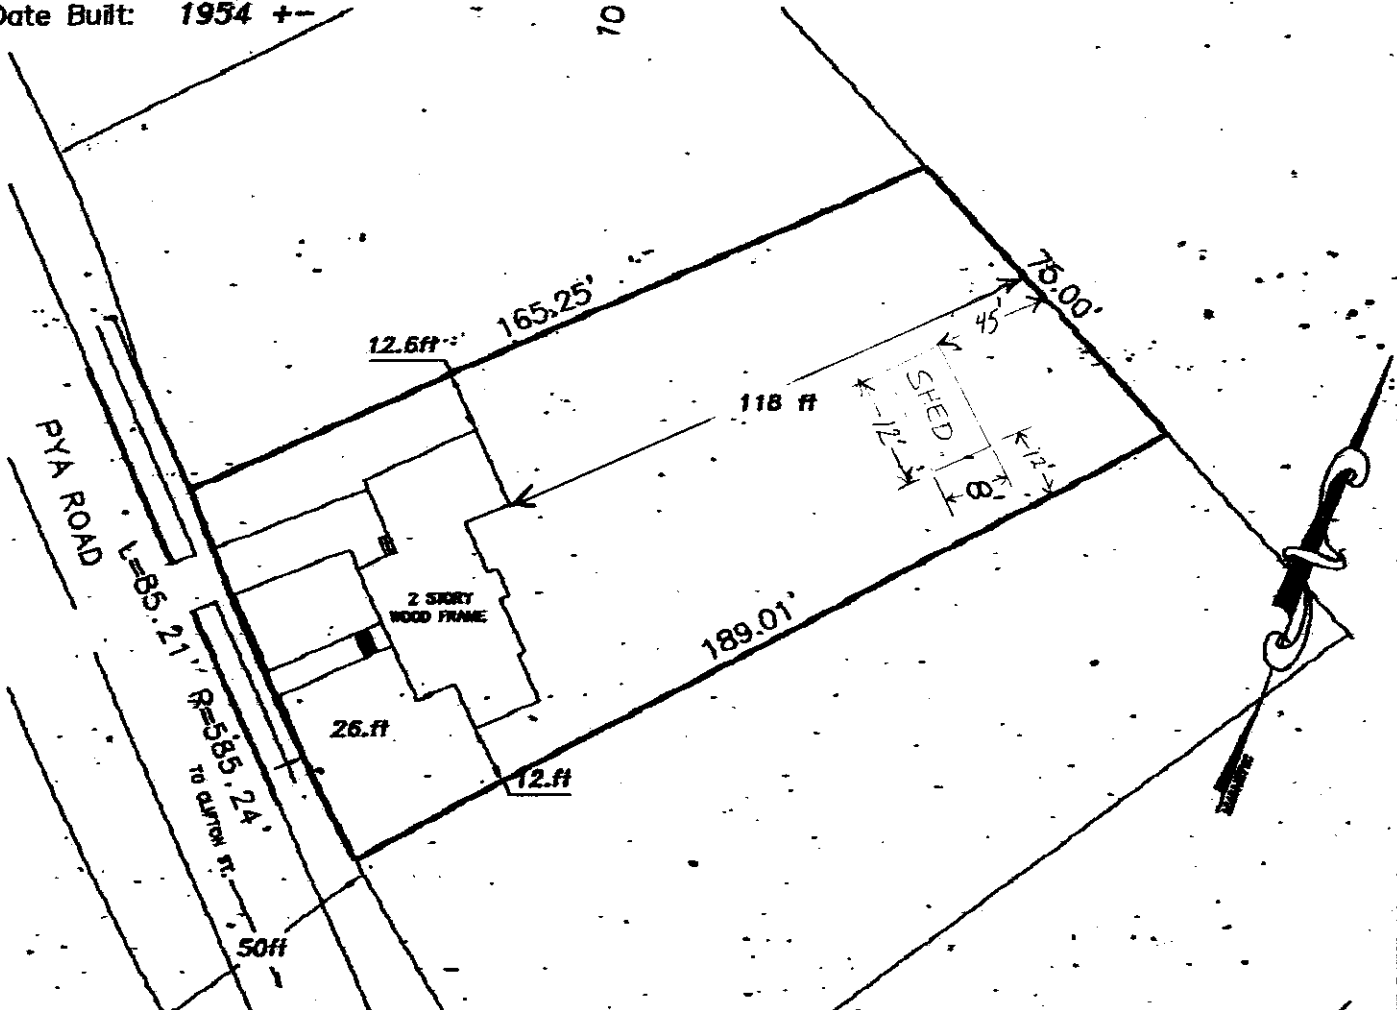 Date Built: 1954 +-
10
165.25'
12.6ft
75.00'
45'
118 ft
SHED
12'
12'
8'
PYA ROAD
L=85.21' R=585.24'
TO CLIFTON ST.
2 STORY
WOOD FRAME
189.01'
26.ft
12.ft
50ft